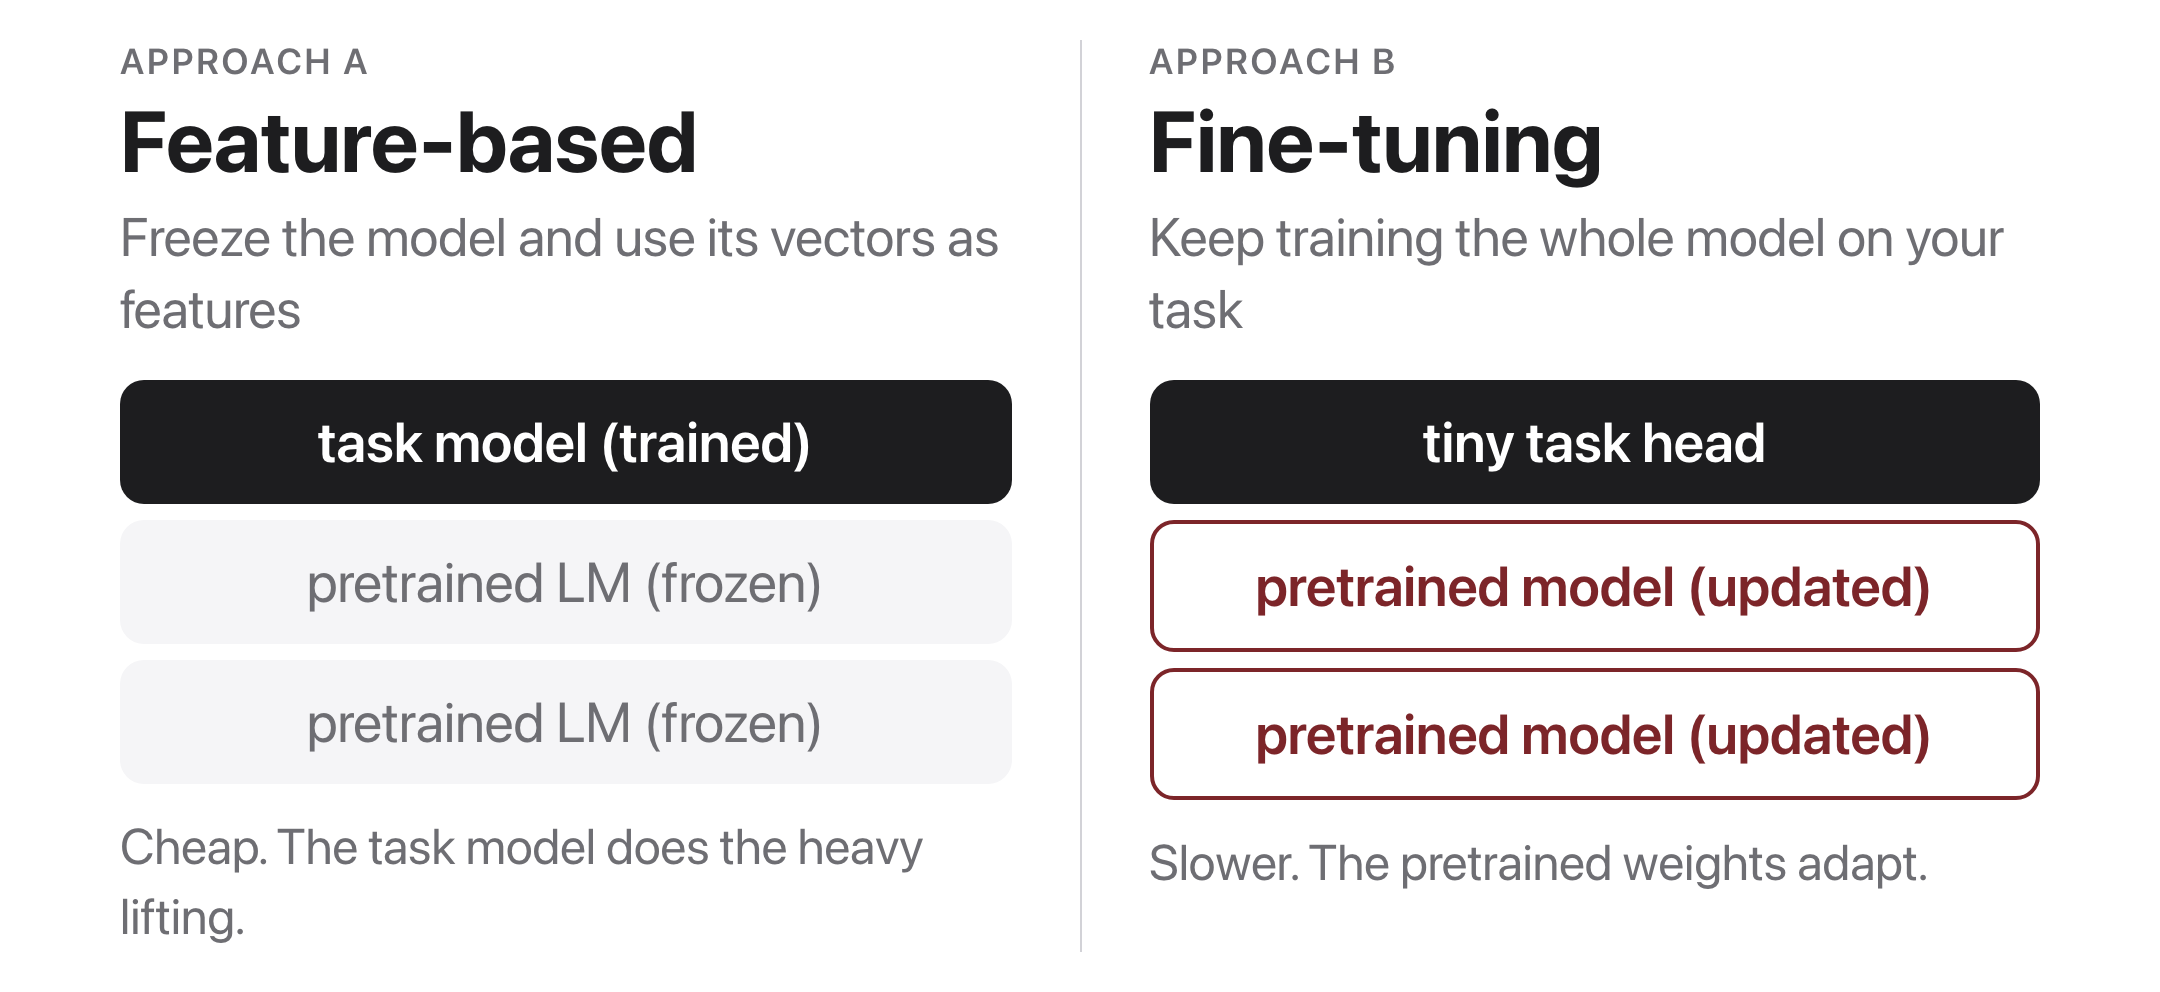 APPROACH A
Feature-based
Freeze the model and use its vectors as
features
task model (trained)
pretrained LM (frozen)
pretrained LM (frozen)
Cheap. The task model does the heavy
lifting.
APPROACH B
Fine-tuning
Keep training the whole model on your
task
tiny task head
pretrained model (updated)
pretrained model (updated)
Slower. The pretrained weights adapt.